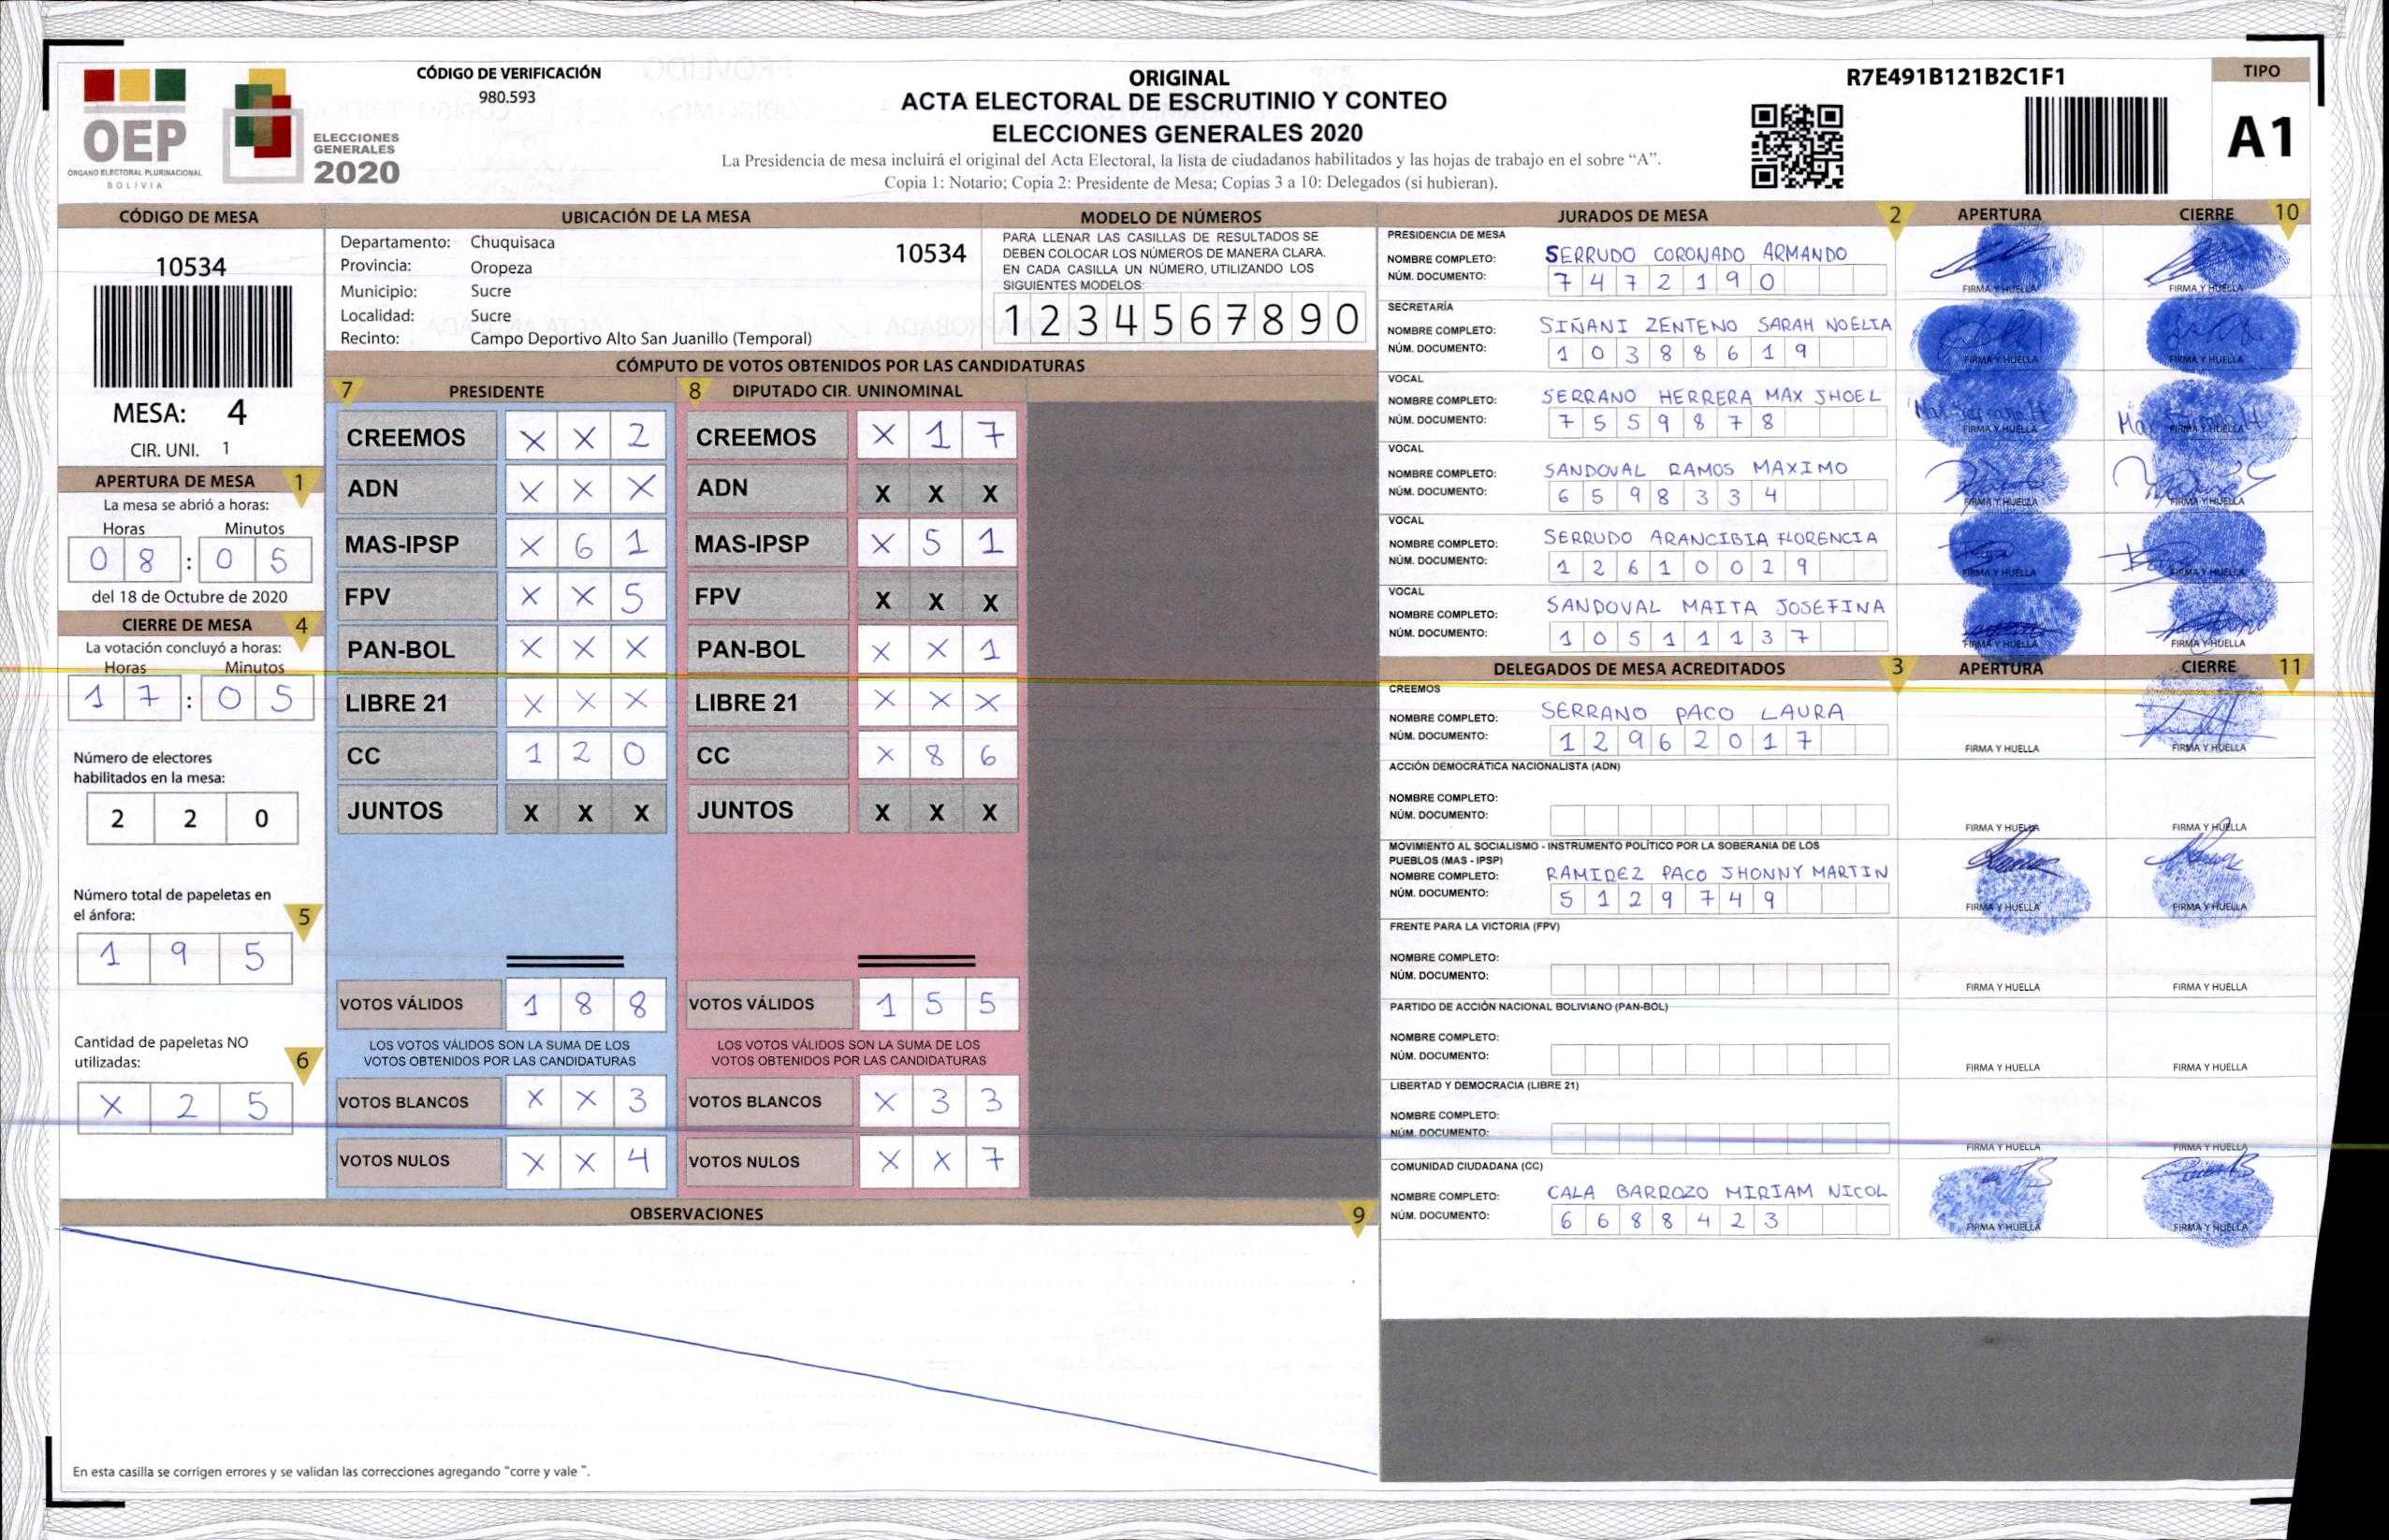 OEP
ÓRGANO ELECTORAL PLURINACIONAL
BOLIVIA
ELECCIONES
GENERALES
2020
CÓDIGO DE VERIFICACIÓN
980.593
ORIGINAL
ACTA ELECTORAL DE ESCRUTINIO Y CONTEO
ELECCIONES GENERALES 2020
La Presidencia de mesa incluirá el original del Acta Electoral, la lista de ciudadanos habilitados y las hojas de trabajo en el sobre “A”.
Copia 1: Notario; Copia 2: Presidente de Mesa; Copias 3 a 10: Delegados (si hubieran).
R7E491B121B2C1F1
TIPO
A1
CÓDIGO DE MESA
10534
MESA: 4
CIR. UNI. 1
APERTURA DE MESA 1
La mesa se abrió a horas:
Horas Minutos
0 8 : 0 5
del 18 de Octubre de 2020
CIERRE DE MESA 4
La votación concluyó a horas:
Horas Minutos
1 7 : 0 5
Número de electores
habilitados en la mesa:
2 2 0
Número total de papeletas en
el ánfora: 5
1 9 5
Cantidad de papeletas NO
utilizadas: 6
X 2 5
UBICACIÓN DE LA MESA
Departamento: Chuquisaca 10534
Provincia: Oropeza
Municipio: Sucre
Localidad: Sucre
Recinto: Campo Deportivo Alto San Juanillo (Temporal)
MODELO DE NÚMEROS
PARA LLENAR LAS CASILLAS DE RESULTADOS SE
DEBEN COLOCAR LOS NÚMEROS DE MANERA CLARA.
EN CADA CASILLA UN NÚMERO, UTILIZANDO LOS
SIGUIENTES MODELOS:
1 2 3 4 5 6 7 8 9 0
CÓMPUTO DE VOTOS OBTENIDOS POR LAS CANDIDATURAS
7 PRESIDENTE
CREEMOS X X 2
ADN X X X
MAS-IPSP X 6 1
FPV X X 5
PAN-BOL X X X
LIBRE 21 X X X
CC 1 2 0
JUNTOS X X X
VOTOS VÁLIDOS 1 8 8
LOS VOTOS VÁLIDOS SON LA SUMA DE LOS
VOTOS OBTENIDOS POR LAS CANDIDATURAS
VOTOS BLANCOS X X 3
VOTOS NULOS X X 4
8 DIPUTADO CIR. UNINOMINAL
CREEMOS X 1 7
ADN X X X
MAS-IPSP X 5 1
FPV X X X
PAN-BOL X X 1
LIBRE 21 X X X
CC X 8 6
JUNTOS X X X
VOTOS VÁLIDOS 1 5 5
LOS VOTOS VÁLIDOS SON LA SUMA DE LOS
VOTOS OBTENIDOS POR LAS CANDIDATURAS
VOTOS BLANCOS X 3 3
VOTOS NULOS X X 7
OBSERVACIONES 9
En esta casilla se corrigen errores y se validan las correcciones agregando “corre y vale ”.
JURADOS DE MESA 2 APERTURA CIERRE 10
PRESIDENCIA DE MESA
NOMBRE COMPLETO: SERRUDO CORONADO ARMANDO
NÚM. DOCUMENTO: 7 4 7 2 1 9 0
FIRMA Y HUELLA FIRMA Y HUELLA
SECRETARÍA
NOMBRE COMPLETO: SIÑANI ZENTENO SARAH NOELIA
NÚM. DOCUMENTO: 1 0 3 8 8 6 1 9
FIRMA Y HUELLA FIRMA Y HUELLA
VOCAL
NOMBRE COMPLETO: SERRANO HERRERA MAX JHOEL
NÚM. DOCUMENTO: 7 5 5 9 8 7 8
FIRMA Y HUELLA FIRMA Y HUELLA
VOCAL
NOMBRE COMPLETO: SANDOVAL RAMOS MAXIMO
NÚM. DOCUMENTO: 6 5 9 8 3 3 4
FIRMA Y HUELLA FIRMA Y HUELLA
VOCAL
NOMBRE COMPLETO: SERRUDO ARANCIBIA FLORENCIA
NÚM. DOCUMENTO: 1 2 6 1 0 0 2 9
FIRMA Y HUELLA FIRMA Y HUELLA
VOCAL
NOMBRE COMPLETO: SANDOVAL MAITA JOSEFINA
NÚM. DOCUMENTO: 1 0 5 1 1 1 3 7
FIRMA Y HUELLA FIRMA Y HUELLA
DELEGADOS DE MESA ACREDITADOS 3 APERTURA CIERRE 11
CREEMOS
NOMBRE COMPLETO: SERRANO PACO LAURA
NÚM. DOCUMENTO: 1 2 9 6 2 0 1 7
FIRMA Y HUELLA FIRMA Y HUELLA
ACCIÓN DEMOCRÁTICA NACIONALISTA (ADN)
NOMBRE COMPLETO:
NÚM. DOCUMENTO:
FIRMA Y HUELLA FIRMA Y HUELLA
MOVIMIENTO AL SOCIALISMO - INSTRUMENTO POLÍTICO POR LA SOBERANIA DE LOS
PUEBLOS (MAS - IPSP)
NOMBRE COMPLETO: RAMIREZ PACO JHONNY MARTIN
NÚM. DOCUMENTO: 5 1 2 9 7 4 9
FIRMA Y HUELLA FIRMA Y HUELLA
FRENTE PARA LA VICTORIA (FPV)
NOMBRE COMPLETO:
NÚM. DOCUMENTO:
FIRMA Y HUELLA FIRMA Y HUELLA
PARTIDO DE ACCIÓN NACIONAL BOLIVIANO (PAN-BOL)
NOMBRE COMPLETO:
NÚM. DOCUMENTO:
FIRMA Y HUELLA FIRMA Y HUELLA
LIBERTAD Y DEMOCRACIA (LIBRE 21)
NOMBRE COMPLETO:
NÚM. DOCUMENTO:
FIRMA Y HUELLA FIRMA Y HUELLA
COMUNIDAD CIUDADANA (CC)
NOMBRE COMPLETO: CALA BARROZO MIRIAM NICOL
NÚM. DOCUMENTO: 6 6 8 8 4 2 3
FIRMA Y HUELLA FIRMA Y HUELLA